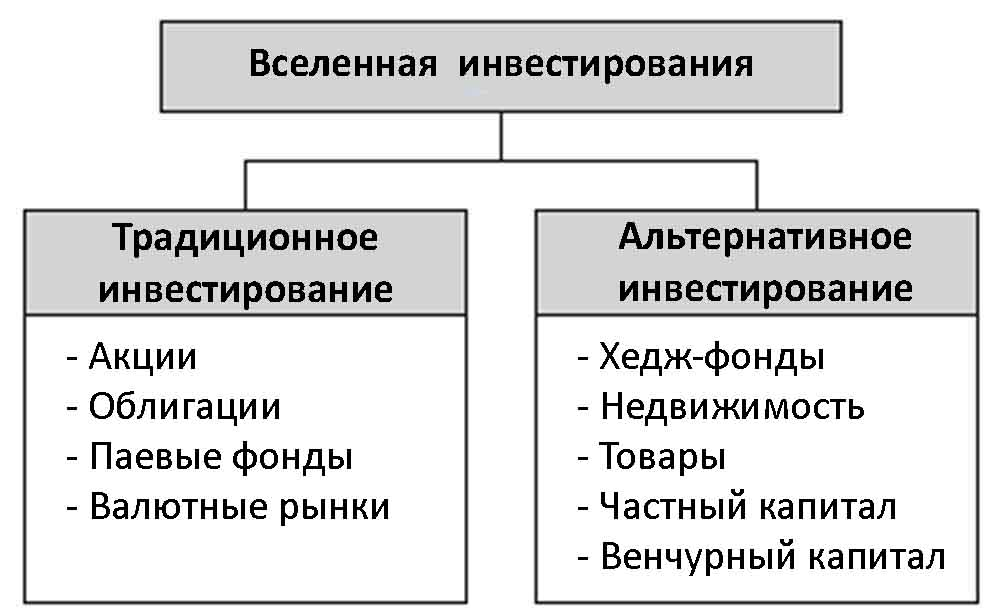 Вселенная инвестирования
Традиционное
инвестирование
- Акции
- Облигации
- Паевые фонды
- Валютные рынки
Альтернативное
инвестирование
- Хедж-фонды
- Недвижимость
- Товары
- Частный капитал
- Венчурный капитал